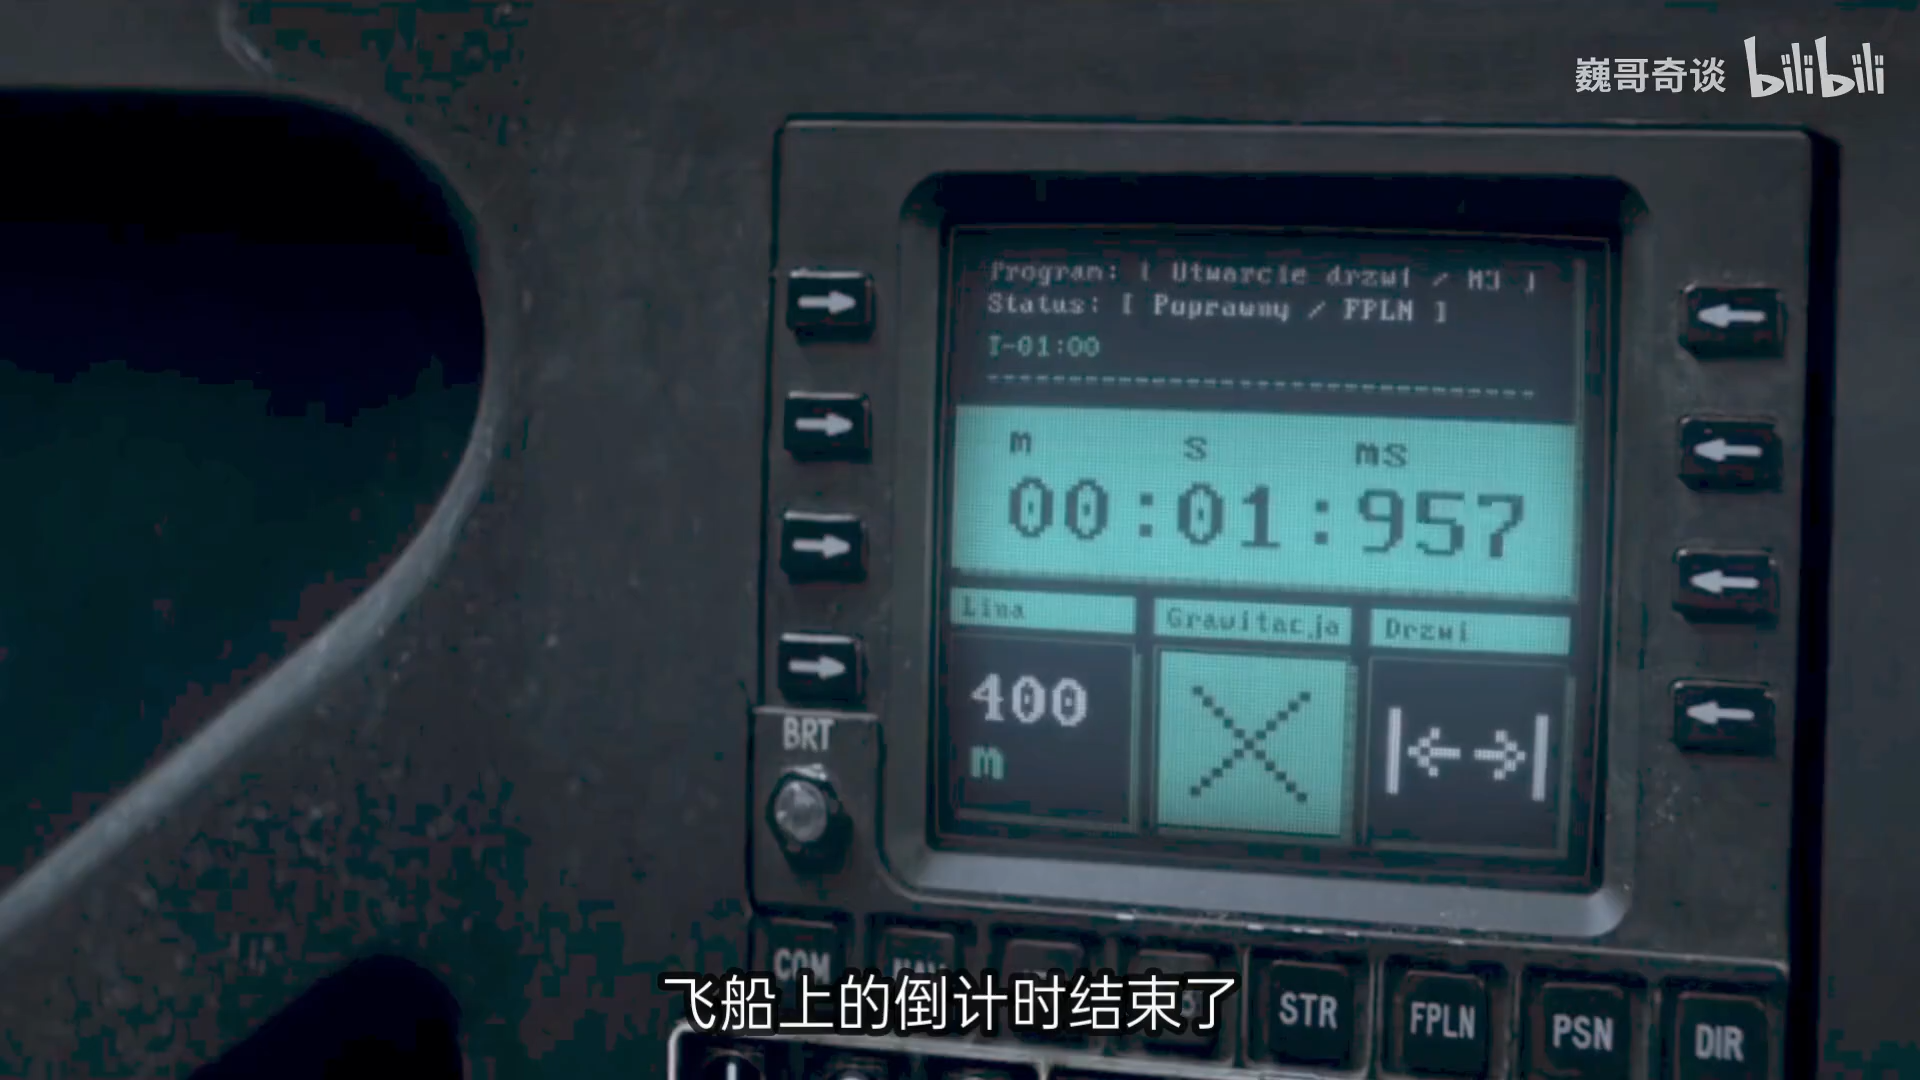 巍哥奇谈 bilibili
Program: [ Otwarcie drzwi / M3 ]
Status: [ Poprawny / FPLN ]
T-01:00
m s ms
00:01:957
Lina Grawitacja Drzwi
400
m
BRT
COM NAV
STR FPLN PSN DIR
飞船上的倒计时结束了